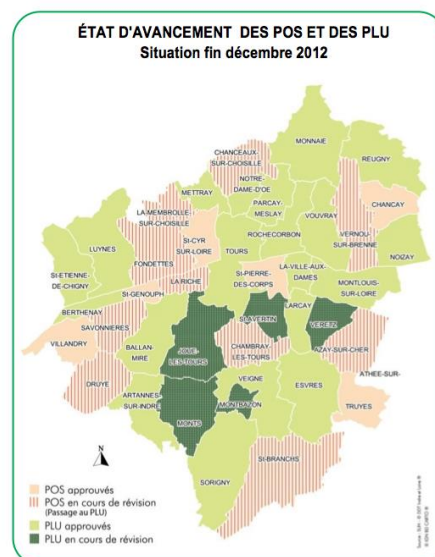 ÉTAT D'AVANCEMENT DES POS ET DES PLU
Situation fin décembre 2012
MONNAIE
CHANCEAUX-
SUR-CHOISILLE
REUGNY
NOTRE-
DAME-D'OE
METTRAY
PARCAY-
MESLAY
CHANCAY
LA-MEMBROLLE-
SUR-CHOISILLE
VOUVRAY
VERNOU-
SUR-BRENNE
ST-CYR
SUR-LOIRE
ROCHECORBON
LUYNES
FONDETTES
TOURS
NOIZAY
ST-ETIENNE-
DE-CHIGNY
ST-PIERRE-
DES-CORPS
LA-VILLE-AUX-
DAMES
LA RICHE
MONTLOUIS-
SUR-LOIRE
ST-GENOUPH
BERTHENAY
LARCAY
ST-AVERTIN
VERETZ
SAVONNIERES
VILLANDRY
BALLAN-
MIRE
JOUE-
LES-TOURS
CHAMBRAY-
LES-TOURS
AZAY-SUR-CHER
ATHEE-SUR-
DRUYE
VEIGNE
ESVRES
ARTANNES-
SUR-INDRE
MONTBAZON
TRUYES
MONTS
ST-BRANCHS
SORIGNY
N
POS approuvés
POS en cours de révision
(Passage au PLU)
PLU approuvés
PLU en cours de révision